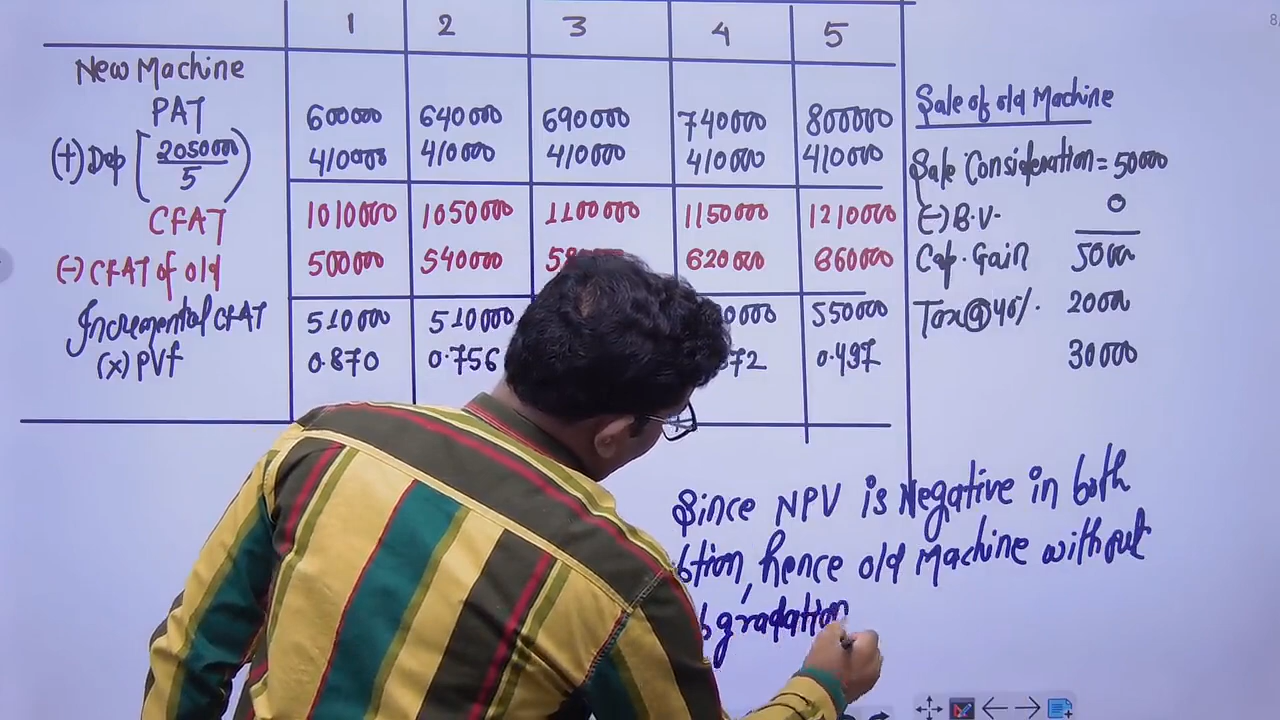 8
1 2 3 4 5
New Machine
PAT 600000 640000 690000 740000 800000
(+) Dep [2050000/5] 410000 410000 410000 410000 410000
CFAT 1010000 1050000 1100000 1150000 1210000
(-) CFAT of old 500000 540000 620000 660000
Incremental CFAT 510000 510000 550000
(x) PVf 0.870 0.756 0.497
Sale of old Machine
Sale Consideration = 50000
(-) B.V. 0
Cap. Gain 50000
Tax@40%. 20000
30000
Since NPV is Negative in both
hence old Machine without